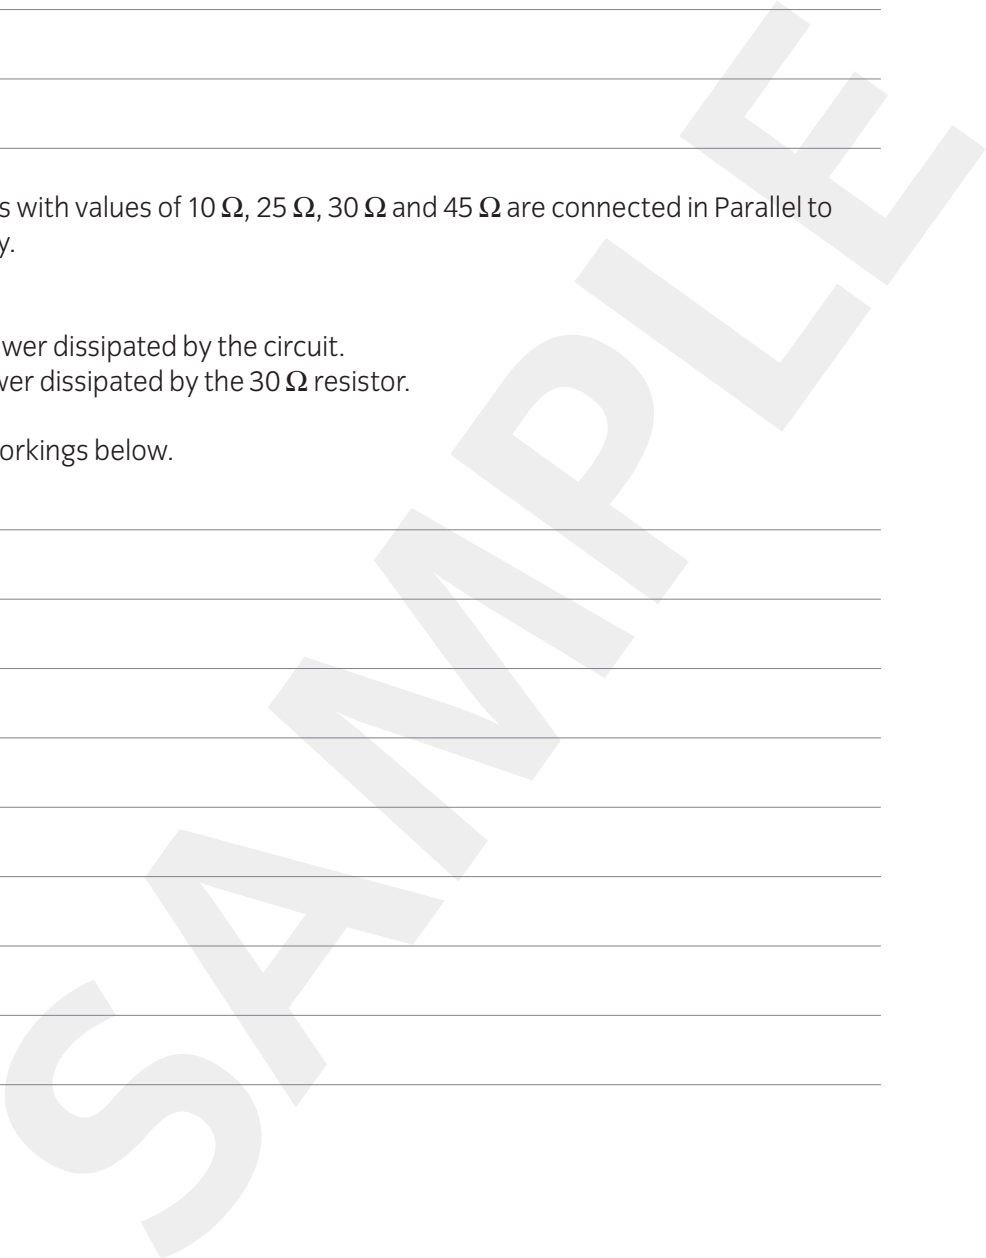 s with values of 10 Ω, 25 Ω, 30 Ω and 45 Ω are connected in Parallel to
y.
wer dissipated by the circuit.
wer dissipated by the 30 Ω resistor.
orkings below.
SAMPLE